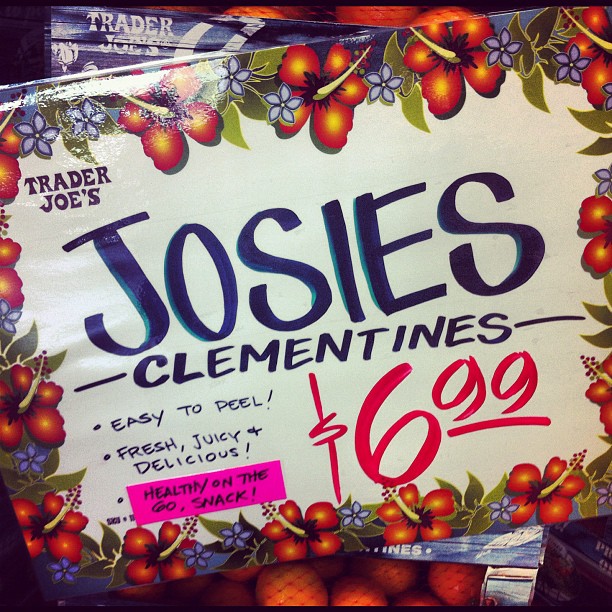 TRADER
JOE'S
TRADER
JOE'S
JOSIES
—CLEMENTINES—
• EASY TO PEEL!
• FRESH, JUICY +
DELICIOUS!
• HEALTHY ON THE
GO, SNACK!
$6.99
TINES.